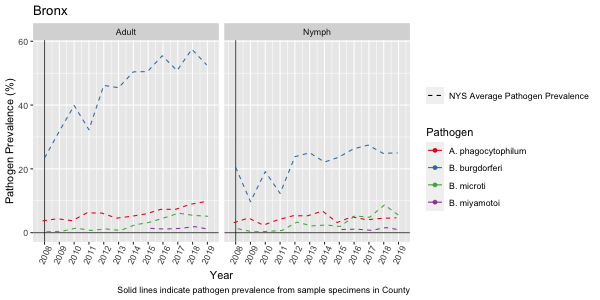 Bronx
Adult
Nymph
Pathogen Prevalence (%)
60
40
20
0
2008 2009 2010 2011 2012 2013 2014 2015 2016 2017 2018 2019
2008 2009 2010 2011 2012 2013 2014 2015 2016 2017 2018 2019
Year
NYS Average Pathogen Prevalence
Pathogen
A. phagocytophilum
B. burgdorferi
B. microti
B. miyamotoi
Solid lines indicate pathogen prevalence from sample specimens in County